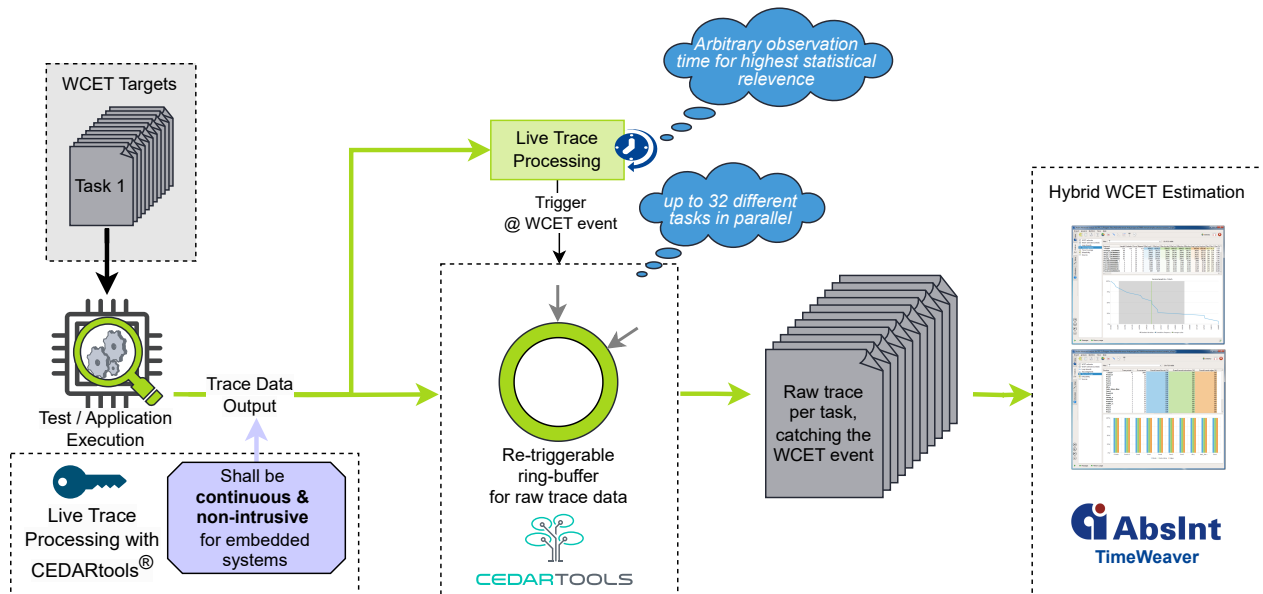 WCET Targets
Task 1
Test / Application
Execution
Live Trace
Processing with
CEDARtools®
Shall be
continuous &
non-intrusive
for embedded
systems
Trace Data
Output
Live Trace
Processing
Arbitrary observation
time for highest statistical
relevence
Trigger
@ WCET event
up to 32 different
tasks in parallel
Re-triggerable
ring-buffer
for raw trace data
CEDARTOOLS
Raw trace
per task,
catching the
WCET event
Hybrid WCET Estimation
AbsInt
TimeWeaver